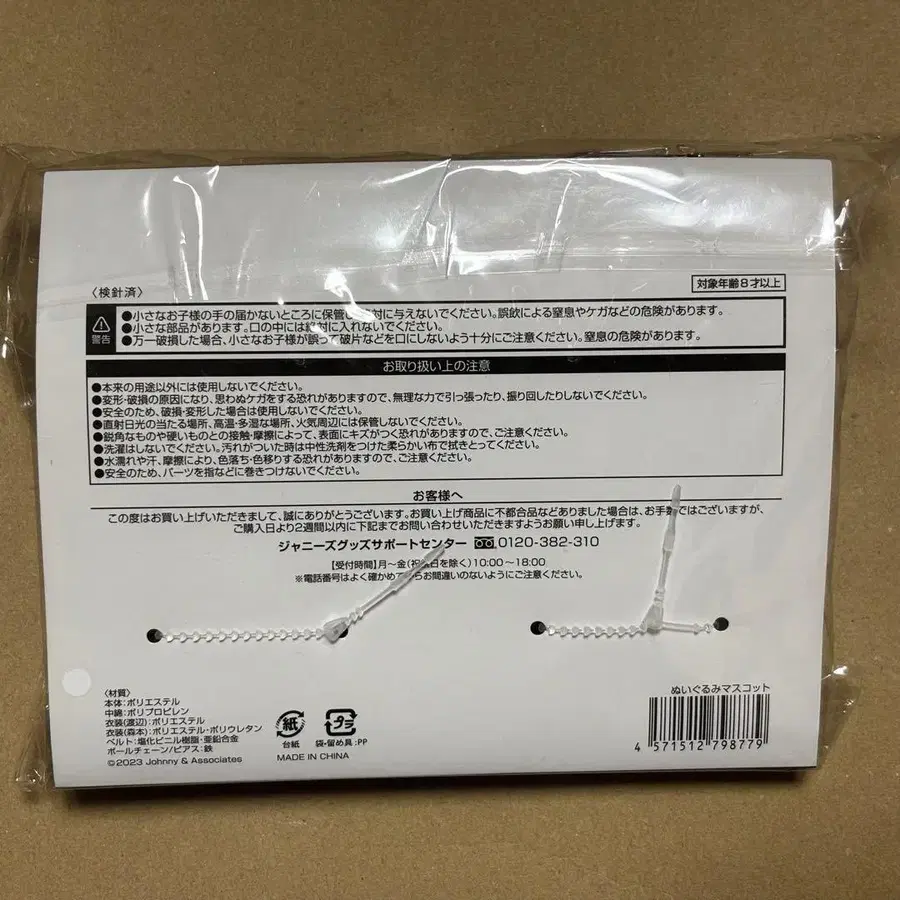 〈検針済〉
対象年齢8才以上
警告
●小さなお子様の手の届かないところに保管し、絶対に与えないでください。誤飲による窒息やケガなどの危険があります。
●小さな部品があります。口の中には絶対に入れないでください。
●万一破損した場合、小さなお子様が誤って破片などを口にしないよう十分にご注意ください。窒息の危険があります。
お取り扱い上の注意
●本来の用途以外には使用しないでください。
●変形・破損の原因になり、思わぬケガをする恐れがありますので、無理な力で引っ張ったり、振り回したりしないでください。
●安全のため、破損・変形した場合は使用しないでください。
●直射日光の当たる場所、高温・多湿な場所、火気周辺には保管しないでください。
●鋭角なものや硬いものとの接触・摩擦によって、表面にキズがつく恐れがありますので、ご注意ください。
●洗濯はしないでください。汚れがついた時は中性洗剤をつけた柔らかい布で拭きとってください。
●水濡れや汗、摩擦により、色落ち・色移りする恐れがありますので、ご注意ください。
●安全のため、パーツを指などに巻きつけないでください。
お客様へ
この度はお買い上げいただきまして、誠にありがとうございます。お買い上げ商品に不都合品などありました場合は、お手数ではございますが、
ご購入日より2週間以内に下記までお問い合わせいただきますようお願い申し上げます。
ジャニーズグッズサポートセンター 0120-382-310
【受付時間】月～金(祝祭日を除く)10:00～18:00
※電話番号はよく確かめてからお間違のないようにご注意ください。
〈材質〉
本体:ポリエステル
中綿:ポリプロピレン
衣装(渡辺):ポリエステル
衣装(森本):ポリエステル・ポリウレタン
ベルト:塩化ビニル樹脂・亜鉛合金
ボールチェーン/ピアス:鉄
©2023 Johnny & Associates
紙
台紙
プラ
袋・留め具:PP
MADE IN CHINA
ぬいぐるみマスコット
4 571512 798779